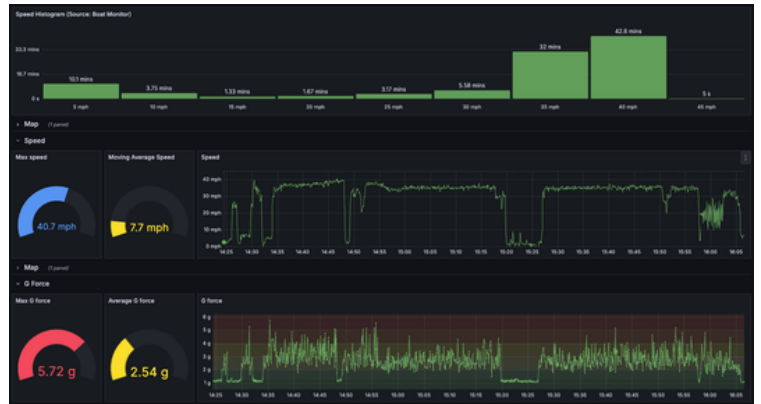 Speed Histogram (Source: Boat Monitor)
42.8 mins
33.3 mins
32 mins
16.7 mins
10.1 mins
3.75 mins
1.33 mins
1.67 mins
3.17 mins
5.58 mins
5 s
0 s
5 mph 10 mph 15 mph 20 mph 25 mph 30 mph 35 mph 40 mph 45 mph
Map (1 panel)
Speed
Max speed
40.7 mph
Moving Average Speed
7.7 mph
Speed
40 mph
30 mph
20 mph
10 mph
0 mph
14:25 14:30 14:35 14:40 14:45 14:50 14:55 15:00 15:05 15:10 15:15 15:20 15:25 15:30 15:35 15:40 15:45 15:50 15:55 16:00 16:05
Map (1 panel)
G Force
Max G force
5.72 g
Average G force
2.54 g
G force
6 g
5 g
4 g
3 g
2 g
1 g
14:25 14:30 14:35 14:40 14:45 14:50 14:55 15:00 15:05 15:10 15:15 15:20 15:25 15:30 15:35 15:40 15:45 15:50 15:55 16:00 16:05